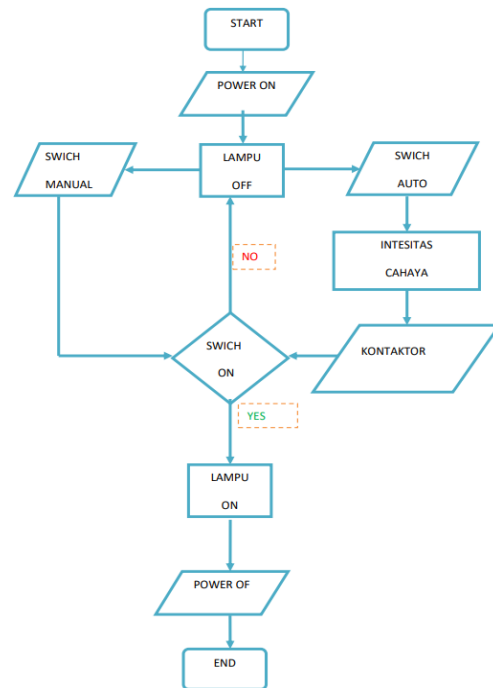 START
POWER ON
SWICH
MANUAL
LAMPU
OFF
SWICH
AUTO
INTESITAS
CAHAYA
NO
KONTAKTOR
SWICH
ON
YES
LAMPU
ON
POWER OF
END